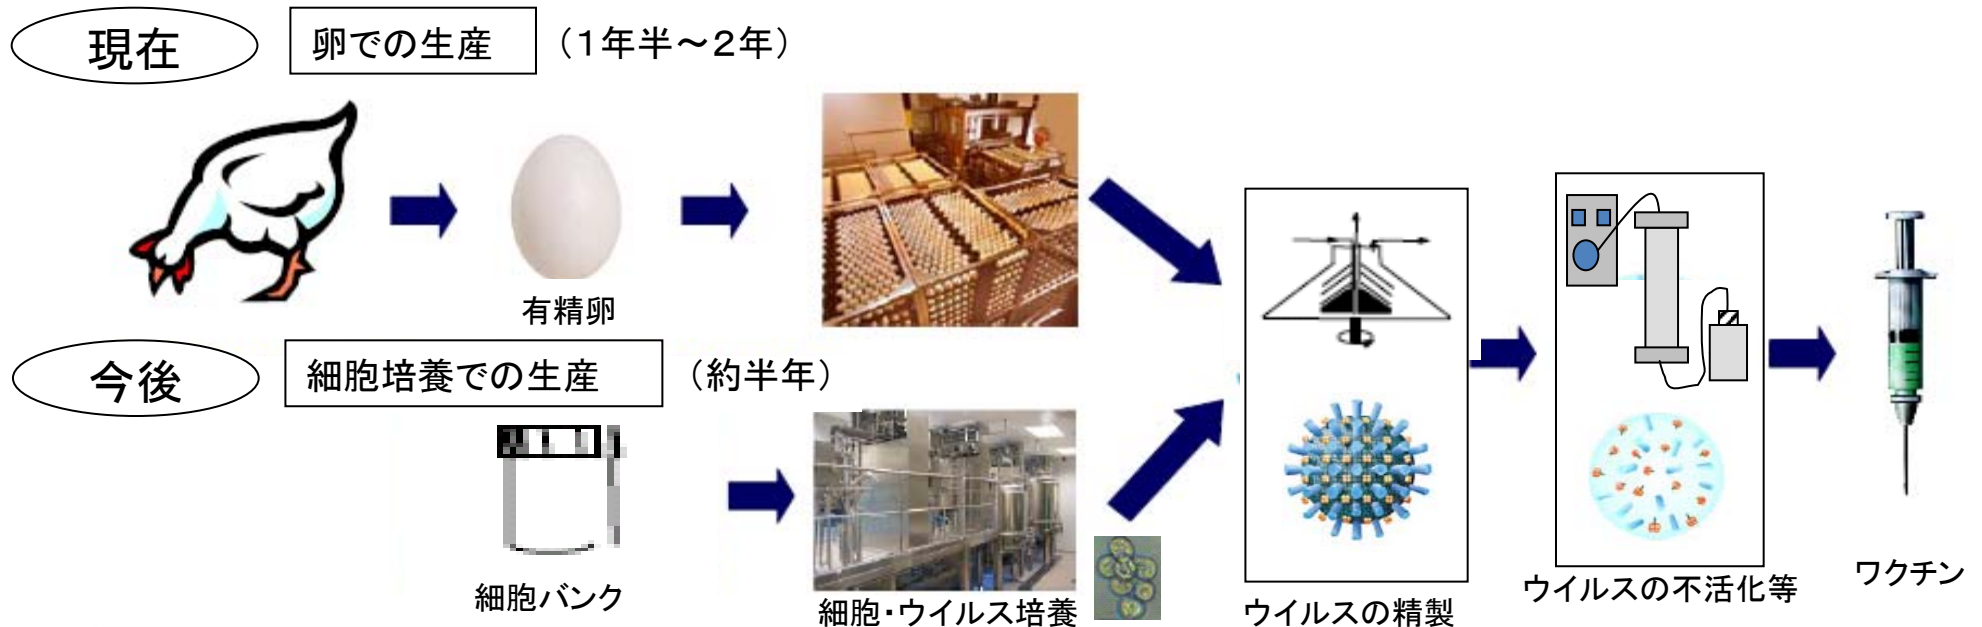 現在
卵での生産
（１年半～２年）
有精卵
今後
細胞培養での生産
（約半年）
細胞バンク
細胞・ウイルス培養
ウイルスの精製
ウイルスの不活化等
ワクチン